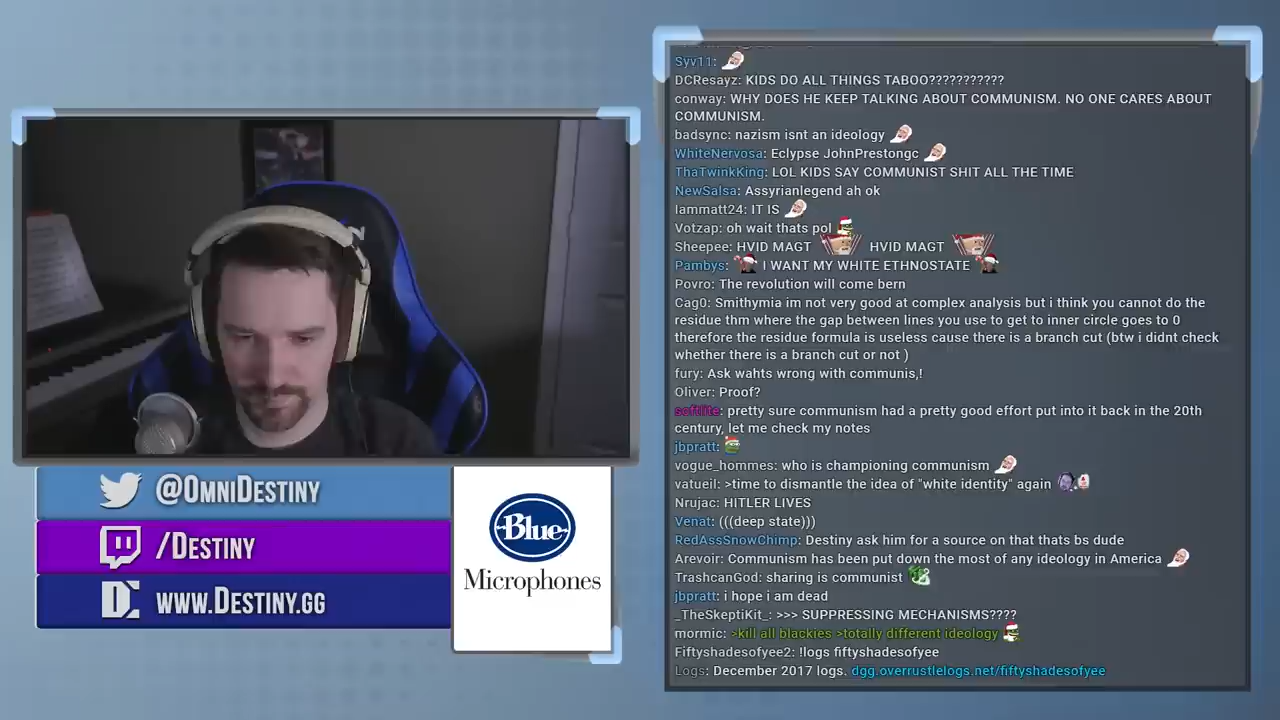 Syv11:
DCResayz: KIDS DO ALL THINGS TABOO???????????
conway: WHY DOES HE KEEP TALKING ABOUT COMMUNISM. NO ONE CARES ABOUT
COMMUNISM.
badsync: nazism isnt an ideology
WhiteNervosa: Eclypse JohnPrestongc
ThaTwinkKing: LOL KIDS SAY COMMUNIST SHIT ALL THE TIME
NewSalsa: Assyrianlegend ah ok
Iammatt24: IT IS
Votzap: oh wait thats pol
Sheepee: HVID MAGT HVID MAGT
Pambys: I WANT MY WHITE ETHNOSTATE
Povro: The revolution will come bern
Cag0: Smithymia im not very good at complex analysis but i think you cannot do the
residue thm where the gap between lines you use to get to inner circle goes to 0
therefore the residue formula is useless cause there is a branch cut (btw i didnt check
whether there is a branch cut or not )
fury: Ask wahts wrong with communis,!
Oliver: Proof?
softlite: pretty sure communism had a pretty good effort put into it back in the 20th
century, let me check my notes
jbpratt:
vogue_hommes: who is championing communism
vatueil: >time to dismantle the idea of "white identity" again
Nrujac: HITLER LIVES
Venat: (((deep state)))
RedAssSnowChimp: Destiny ask him for a source on that thats bs dude
Arevoir: Communism has been put down the most of any ideology in America
TrashcanGod: sharing is communist
jbpratt: i hope i am dead
_TheSkeptiKit_: >>> SUPPRESSING MECHANISMS????
mormic: >kill all blackies >totally different ideology
Fiftyshadesofyee2: !logs fiftyshadesofyee
Logs: December 2017 logs. dgg.overrustlelogs.net/fiftyshadesofyee
@OmniDestiny
/Destiny
www.Destiny.gg
Blue
Microphones